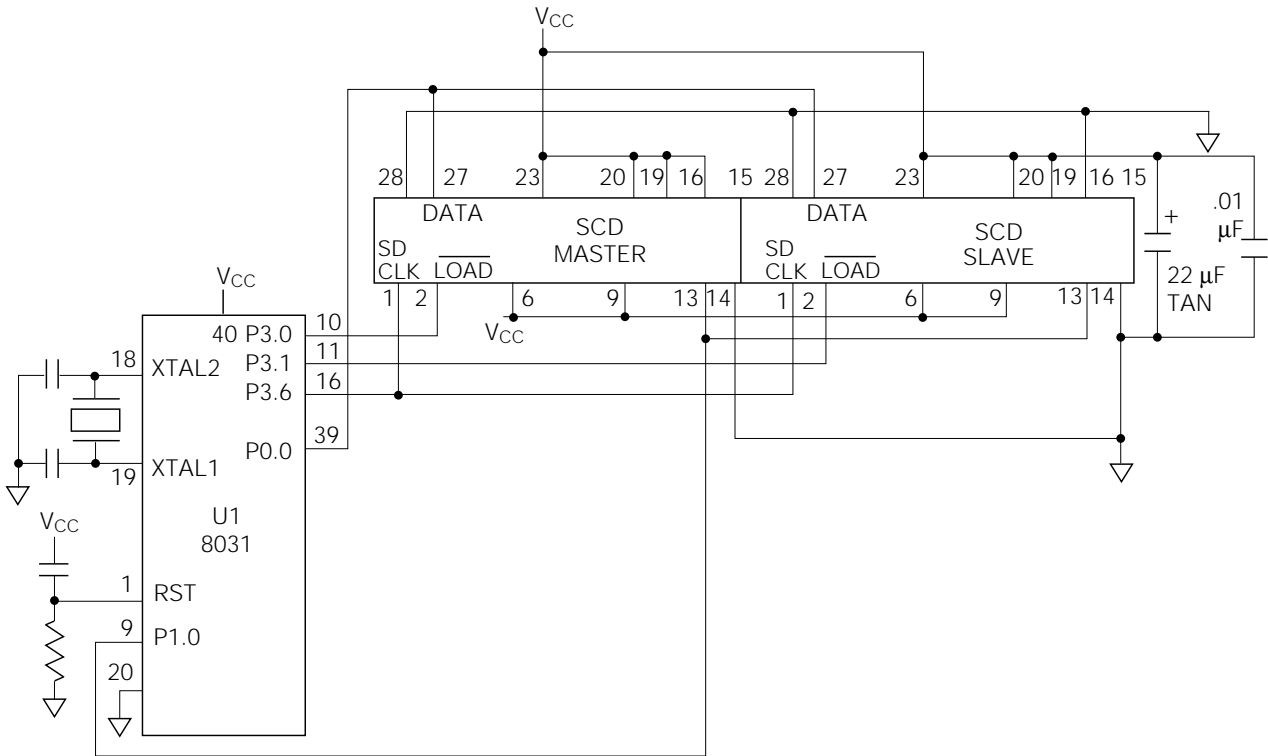 VCC
28 27 23 20 19 16 15 28 27 23 20 19 16 15
DATA
SCD
MASTER
SD
CLK
LOAD
DATA
SCD
SLAVE
SD
CLK
LOAD
+
22 µF
TAN
.01
µF
1 2 6 9 13 14 1 2 6 9 13 14
VCC
VCC
40 P3.0 10
P3.1 11
P3.6 16
P0.0 39
18 XTAL2
19 XTAL1
U1
8031
VCC
1 RST
9 P1.0
20